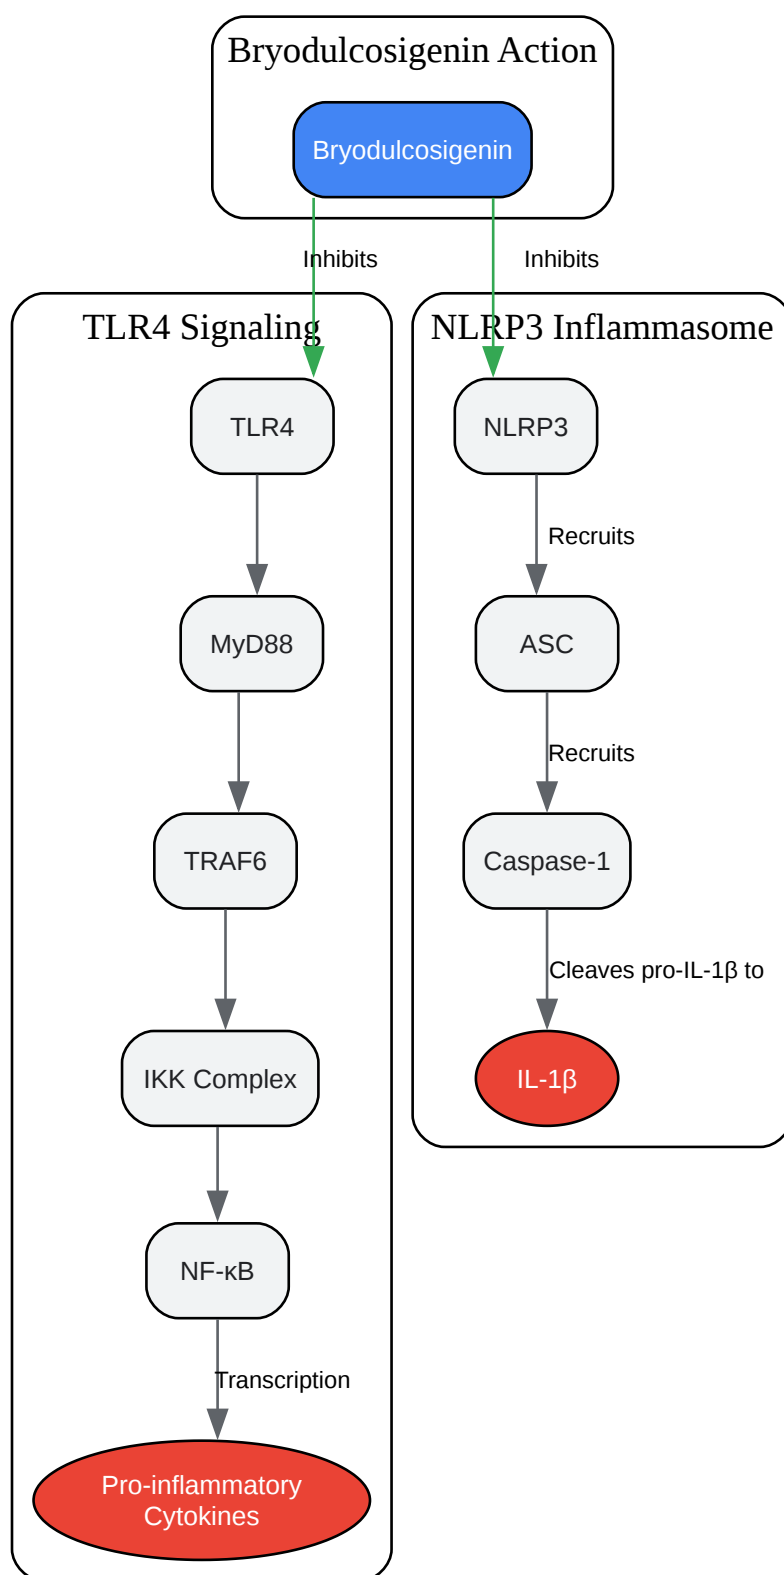 Bryodulcosigenin Action
Bryodulcosigenin
Inhibits
Inhibits
TLR4 Signaling
TLR4
MyD88
TRAF6
IKK Complex
NF-κB
Transcription
Pro-inflammatory
Cytokines
NLRP3 Inflammasome
NLRP3
Recruits
ASC
Recruits
Caspase-1
Cleaves pro-IL-1β to
IL-1β